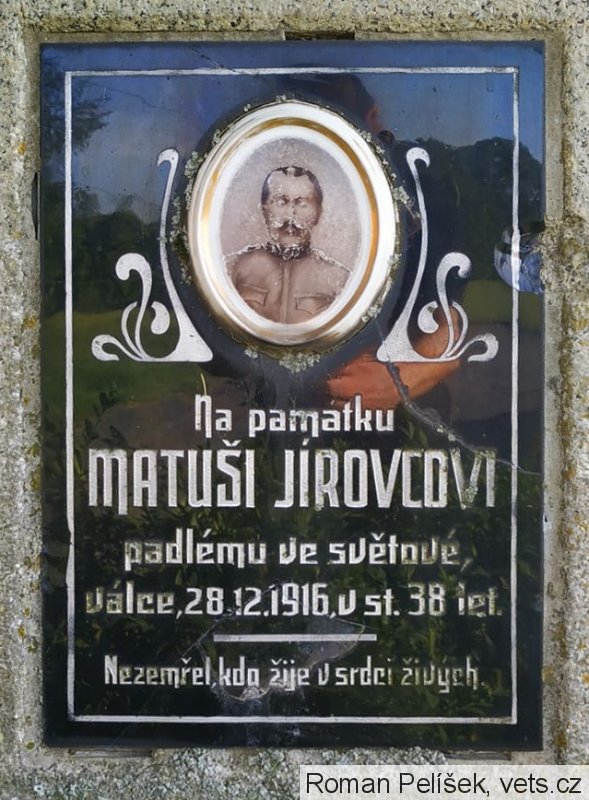 Na památku
MATUŠI JÍROVCOVI
padlému ve světové,
válce, 28.12.1916, v st. 38 let.
Nezemřel, kdo žije v srdci živých.
Roman Pelíšek, vets.cz